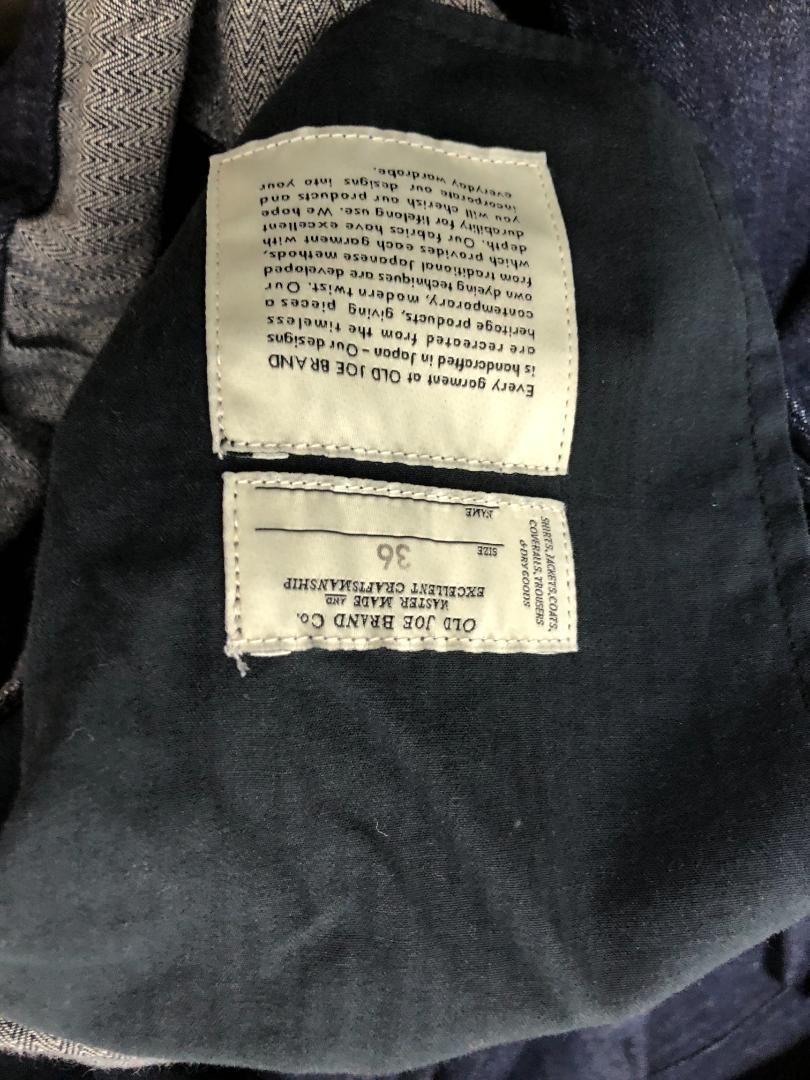 OLD JOE BRAND Co.
MASTER MADE AND
EXCELLENT CRAFTSMANSHIP
SIZE
36
NAME
SHIRTS, JACKETS, COATS,
COVERALLS, TROUSERS
& DRY GOODS
Every garment at OLD JOE BRAND
is handcrafted in Japan – Our designs
are recreated from the timeless
heritage products, giving pieces a
contemporary, modern twist. Our
own dyeing techniques are developed
from traditional Japanese methods,
which provides each garment with
depth. Our fabrics have excellent
durability for lifelong use. We hope
you will cherish our products and
incorporate our designs into your
everyday wardrobe.